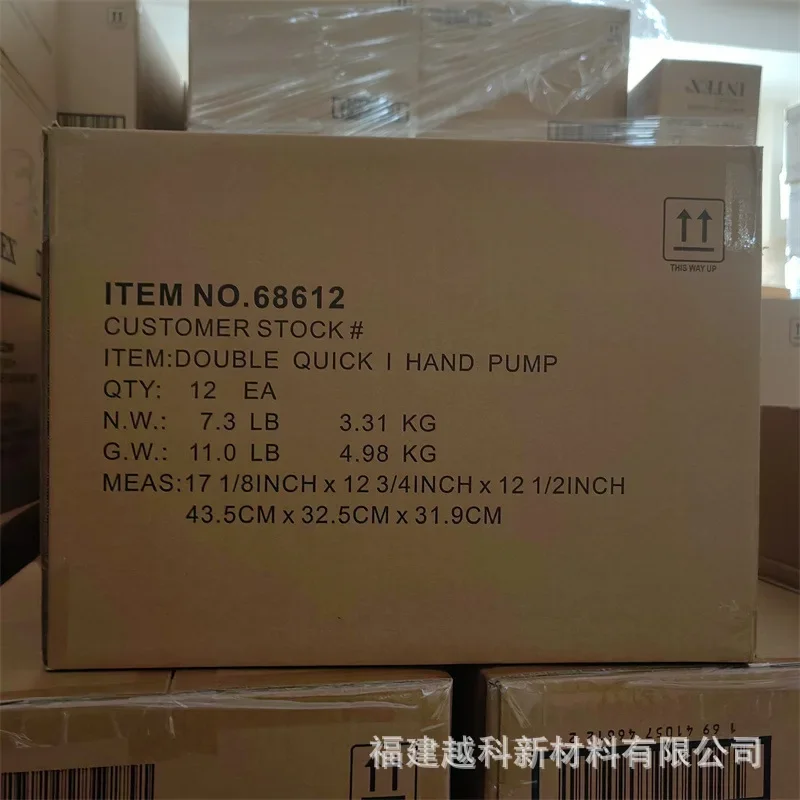 INTEX
THIS WAY UP
ITEM NO.68612
CUSTOMER STOCK #
ITEM:DOUBLE QUICK I HAND PUMP
QTY: 12 EA
N.W.: 7.3 LB 3.31 KG
G.W.: 11.0 LB 4.98 KG
MEAS:17 1/8INCH x 12 3/4INCH x 12 1/2INCH
43.5CM x 32.5CM x 31.9CM
福建越科新材料有限公司